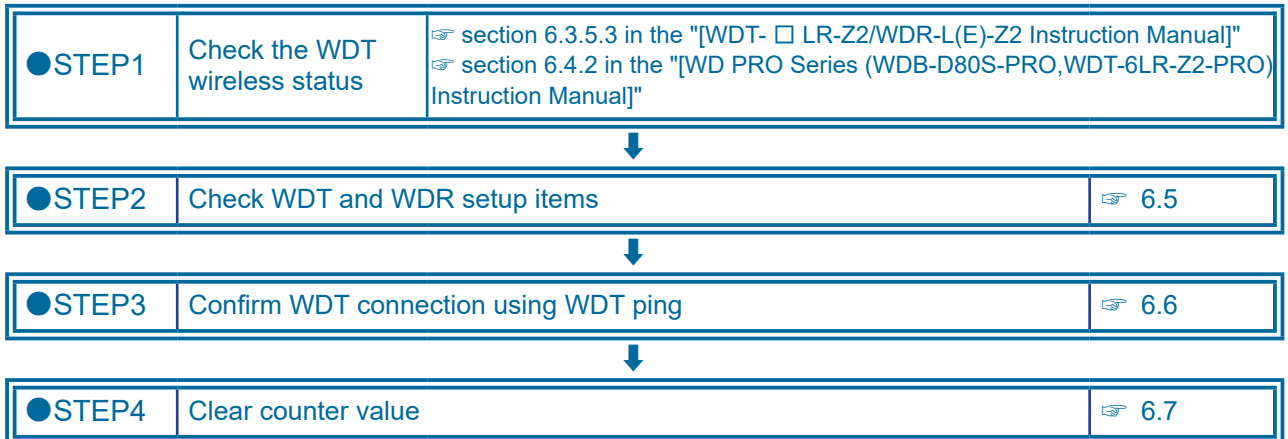 ●STEP1
Check the WDT
wireless status
☞ section 6.3.5.3 in the "[WDT- □ LR-Z2/WDR-L(E)-Z2 Instruction Manual]"
☞ section 6.4.2 in the "[WD PRO Series (WDB-D80S-PRO,WDT-6LR-Z2-PRO)
Instruction Manual]"
●STEP2 Check WDT and WDR setup items ☞ 6.5
●STEP3 Confirm WDT connection using WDT ping ☞ 6.6
●STEP4 Clear counter value ☞ 6.7